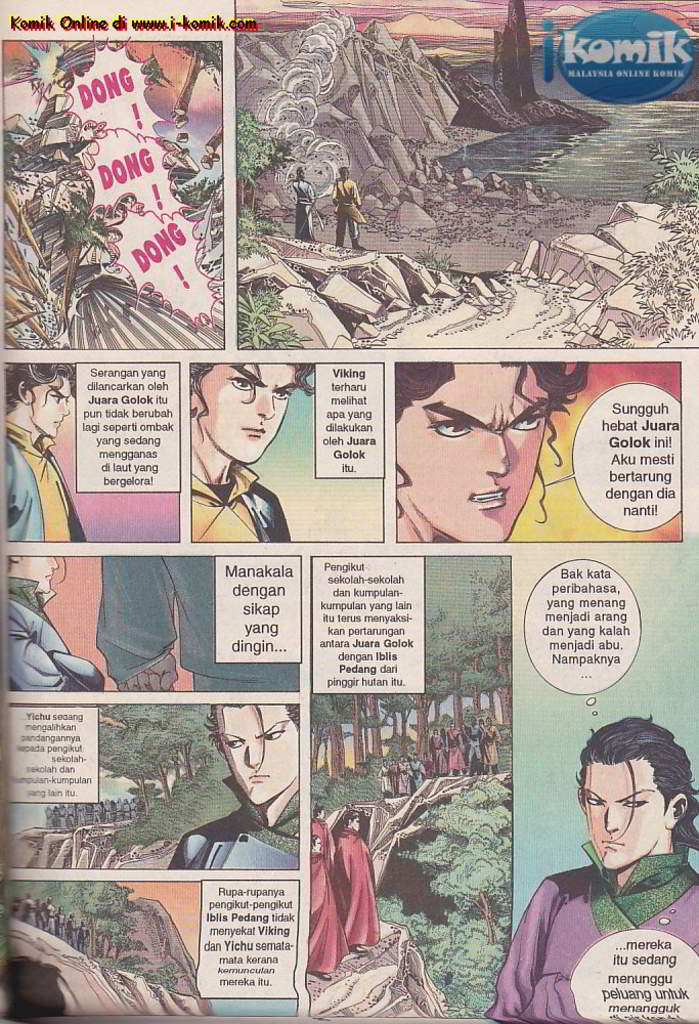 Komik Online di www.i-komik.com
ikomik
MALAYSIA ONLINE KOMIK
DONG!
DONG!
DONG!
Serangan yang
dilancarkan oleh
Juara Golok itu
pun tidak berubah
lagi seperti ombak
yang sedang
mengganas
di laut yang
bergelora!
Viking
terharu
melihat
apa yang
dilakukan
oleh Juara
Golok
itu.
Sungguh
hebat Juara
Golok ini!
Aku mesti
bertarung
dengan dia
nanti!
Manakala
dengan
sikap
yang
dingin...
...Yichu sedang
mengalihkan
pandangannya
kepada pengikut
sekolah-
sekolah dan
kumpulan-kumpulan
yang lain itu.
Rupa-rupanya
pengikut-pengikut
Iblis Pedang tidak
menyekat Viking
dan Yichu semata-
mata kerana
kemunculan
mereka itu.
Pengikut
sekolah-sekolah
dan kumpulan-
kumpulan yang lain
itu terus menyaksi-
kan pertarungan
antara Juara Golok
dengan Iblis
Pedang dari
pinggir hutan itu.
Bak kata
peribahasa,
yang menang
menjadi arang
dan yang kalah
menjadi abu.
Nampaknya
...
...mereka
itu sedang
menunggu
peluang untuk
menangguk